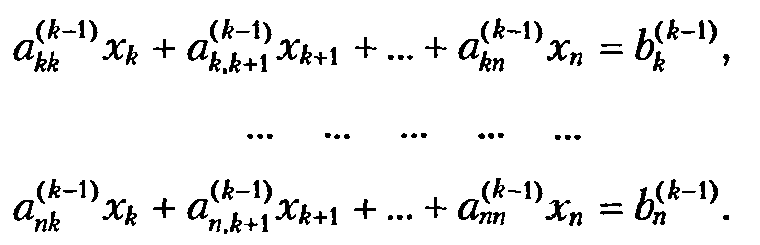 a_{kk}^{(k-1)}x_k + a_{k,k+1}^{(k-1)}x_{k+1} + ... + a_{kn}^{(k-1)}x_n = b_k^{(k-1)},
... ... ... ... ...
a_{nk}^{(k-1)}x_k + a_{n,k+1}^{(k-1)}x_{k+1} + ... + a_{nn}^{(k-1)}x_n = b_n^{(k-1)}.